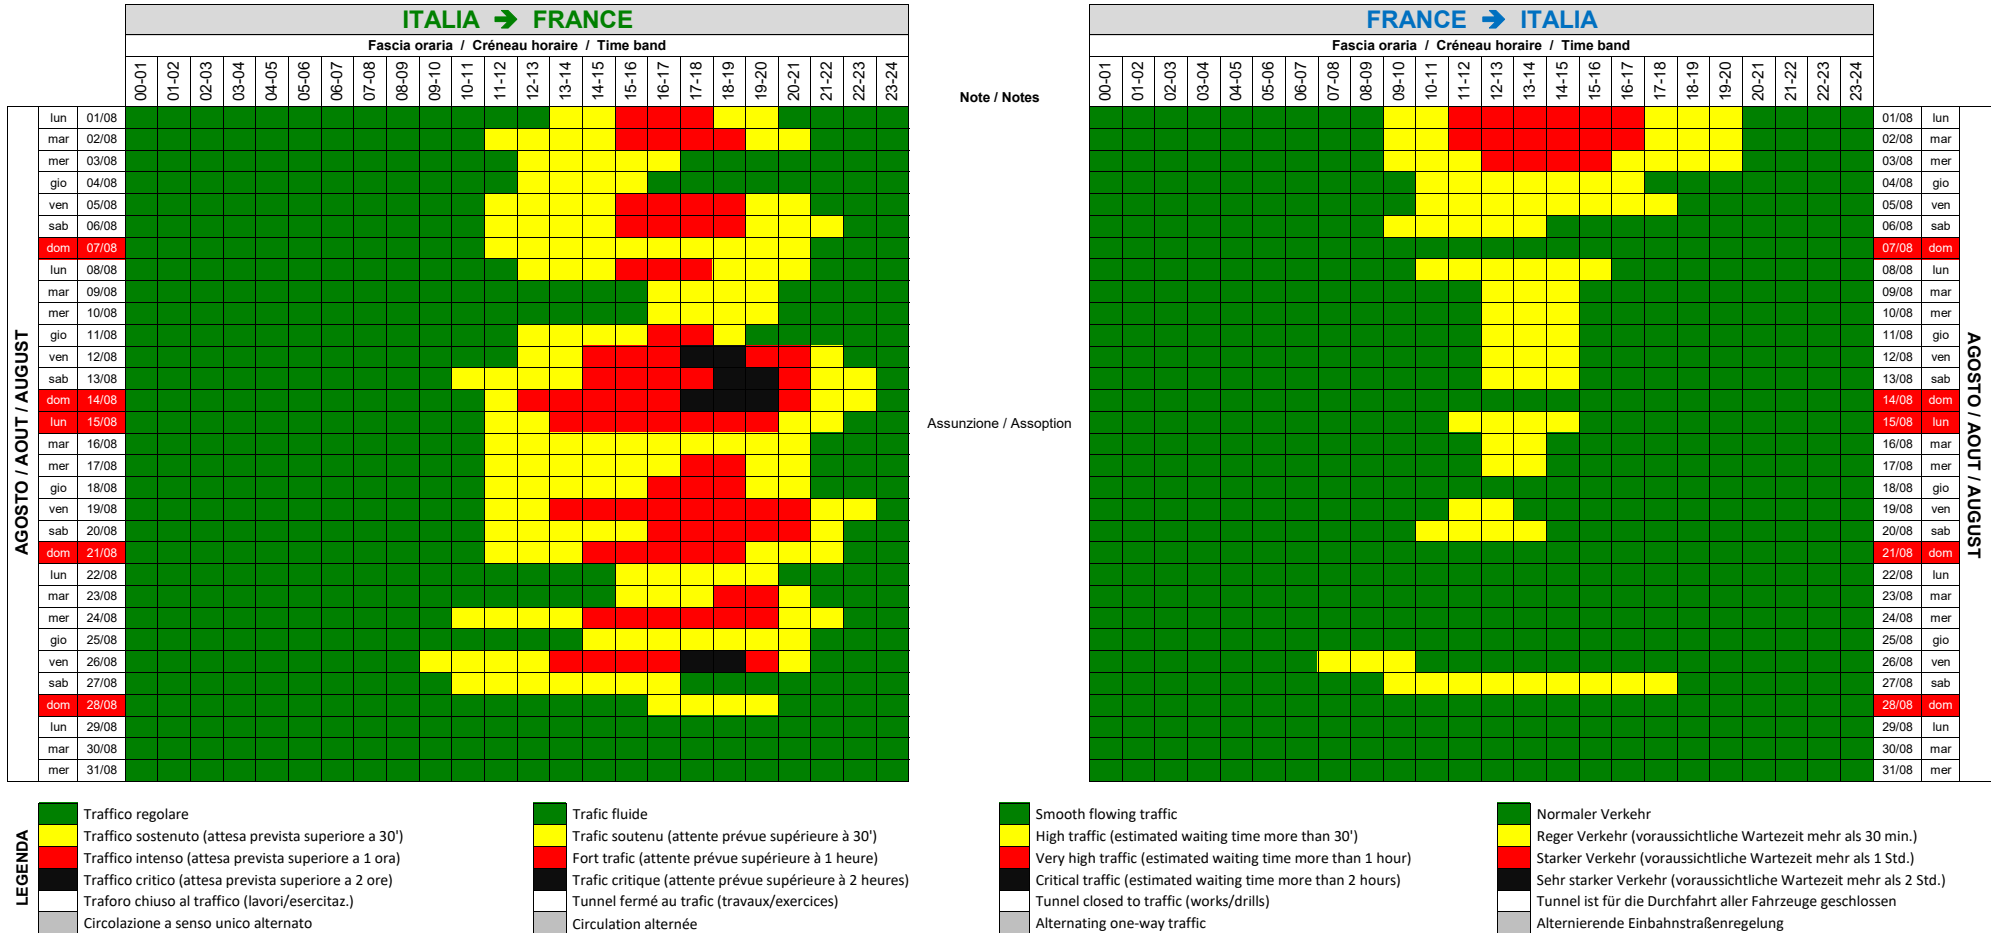 ITALIA ➔ FRANCE
FRANCE ➔ ITALIA
Fascia oraria / Créneau horaire / Time band
Fascia oraria / Créneau horaire / Time band
00-01 01-02 02-03 03-04 04-05 05-06 06-07 07-08 08-09 09-10 10-11 11-12 12-13 13-14 14-15 15-16 16-17 17-18 18-19 19-20 20-21 21-22 22-23 23-24
Note / Notes
00-01 01-02 02-03 03-04 04-05 05-06 06-07 07-08 08-09 09-10 10-11 11-12 12-13 13-14 14-15 15-16 16-17 17-18 18-19 19-20 20-21 21-22 22-23 23-24
AGOSTO / AOUT / AUGUST
lun 01/08 01/08 lun
mar 02/08 02/08 mar
mer 03/08 03/08 mer
gio 04/08 04/08 gio
ven 05/08 05/08 ven
sab 06/08 06/08 sab
dom 07/08 07/08 dom
lun 08/08 08/08 lun
mar 09/08 09/08 mar
mer 10/08 10/08 mer
gio 11/08 11/08 gio
ven 12/08 12/08 ven
sab 13/08 13/08 sab
dom 14/08 14/08 dom
lun 15/08 Assunzione / Assoption 15/08 lun
mar 16/08 16/08 mar
mer 17/08 17/08 mer
gio 18/08 18/08 gio
ven 19/08 19/08 ven
sab 20/08 20/08 sab
dom 21/08 21/08 dom
lun 22/08 22/08 lun
mar 23/08 23/08 mar
mer 24/08 24/08 mer
gio 25/08 25/08 gio
ven 26/08 26/08 ven
sab 27/08 27/08 sab
dom 28/08 28/08 dom
lun 29/08 29/08 lun
mar 30/08 30/08 mar
mer 31/08 31/08 mer
AGOSTO / AOUT / AUGUST
LEGENDA
Traffico regolare
Traffico sostenuto (attesa prevista superiore a 30')
Traffico intenso (attesa prevista superiore a 1 ora)
Traffico critico (attesa prevista superiore a 2 ore)
Traforo chiuso al traffico (lavori/esercitaz.)
Circolazione a senso unico alternato
Trafic fluide
Trafic soutenu (attente prévue supérieure à 30')
Fort trafic (attente prévue supérieure à 1 heure)
Trafic critique (attente prévue supérieure à 2 heures)
Tunnel fermé au trafic (travaux/exercices)
Circulation alternée
Smooth flowing traffic
High traffic (estimated waiting time more than 30')
Very high traffic (estimated waiting time more than 1 hour)
Critical traffic (estimated waiting time more than 2 hours)
Tunnel closed to traffic (works/drills)
Alternating one-way traffic
Normaler Verkehr
Reger Verkehr (voraussichtliche Wartezeit mehr als 30 min.)
Starker Verkehr (voraussichtliche Wartezeit mehr als 1 Std.)
Sehr starker Verkehr (voraussichtliche Wartezeit mehr als 2 Std.)
Tunnel ist für die Durchfahrt aller Fahrzeuge geschlossen
Alternierende Einbahnstraßenregelung